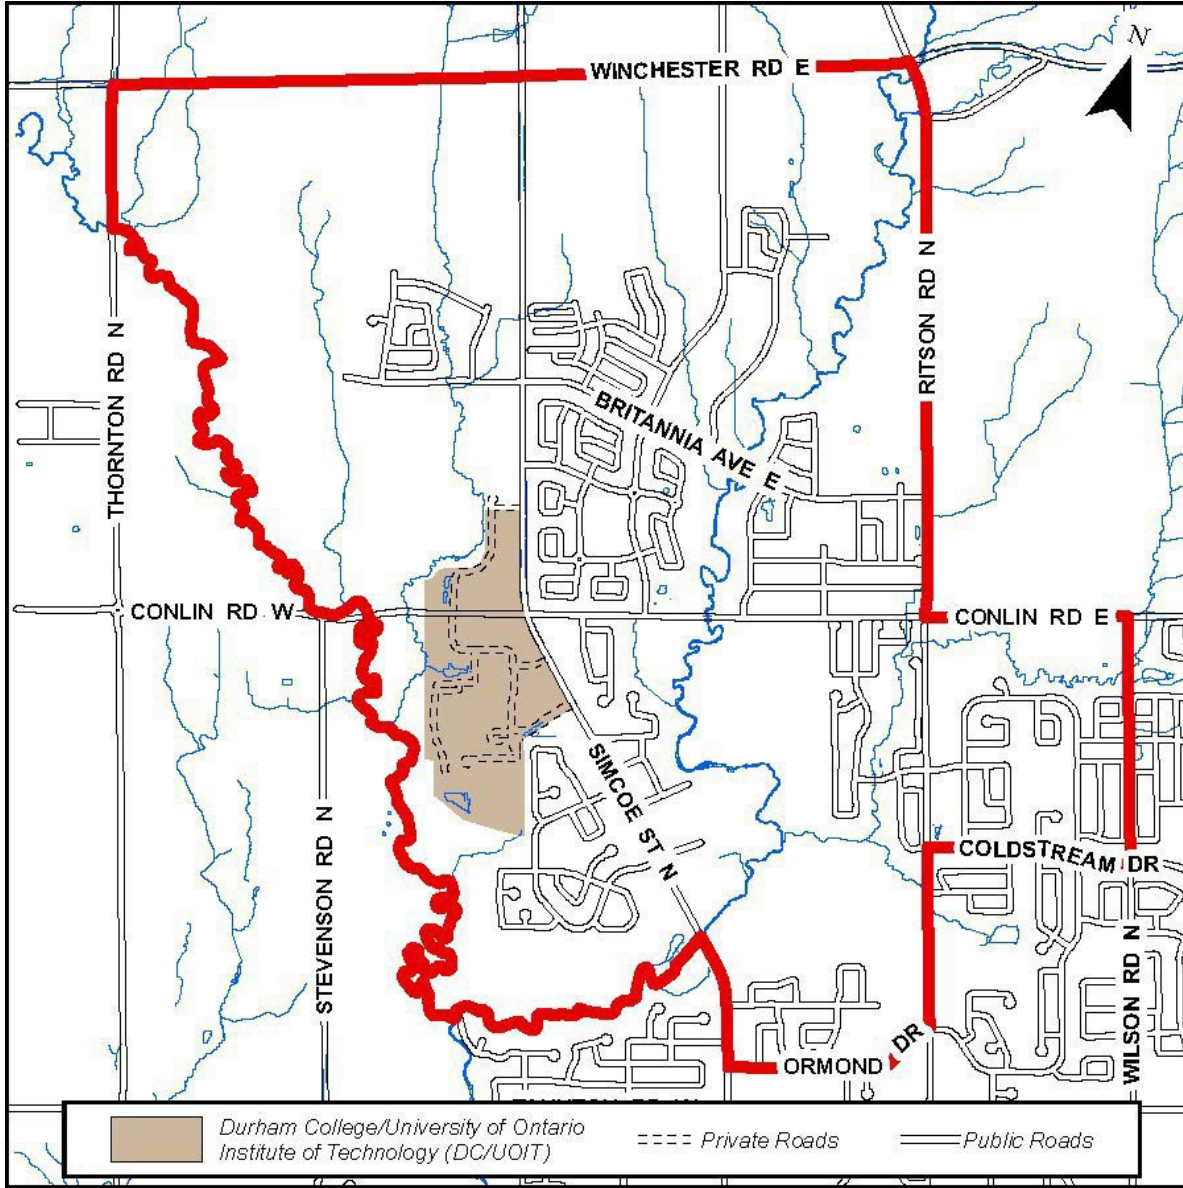 N
WINCHESTER RD E
THORNTON RD N
RITSON RD N
BRITANNIA AVE E
CONLIN RD W
CONLIN RD E
SIMCOE ST N
STEVENSON RD N
COLDSTREAM DR
WILSON RD N
ORMOND DR
Durham College/University of Ontario
Institute of Technology (DC/UOIT)
Private Roads
Public Roads